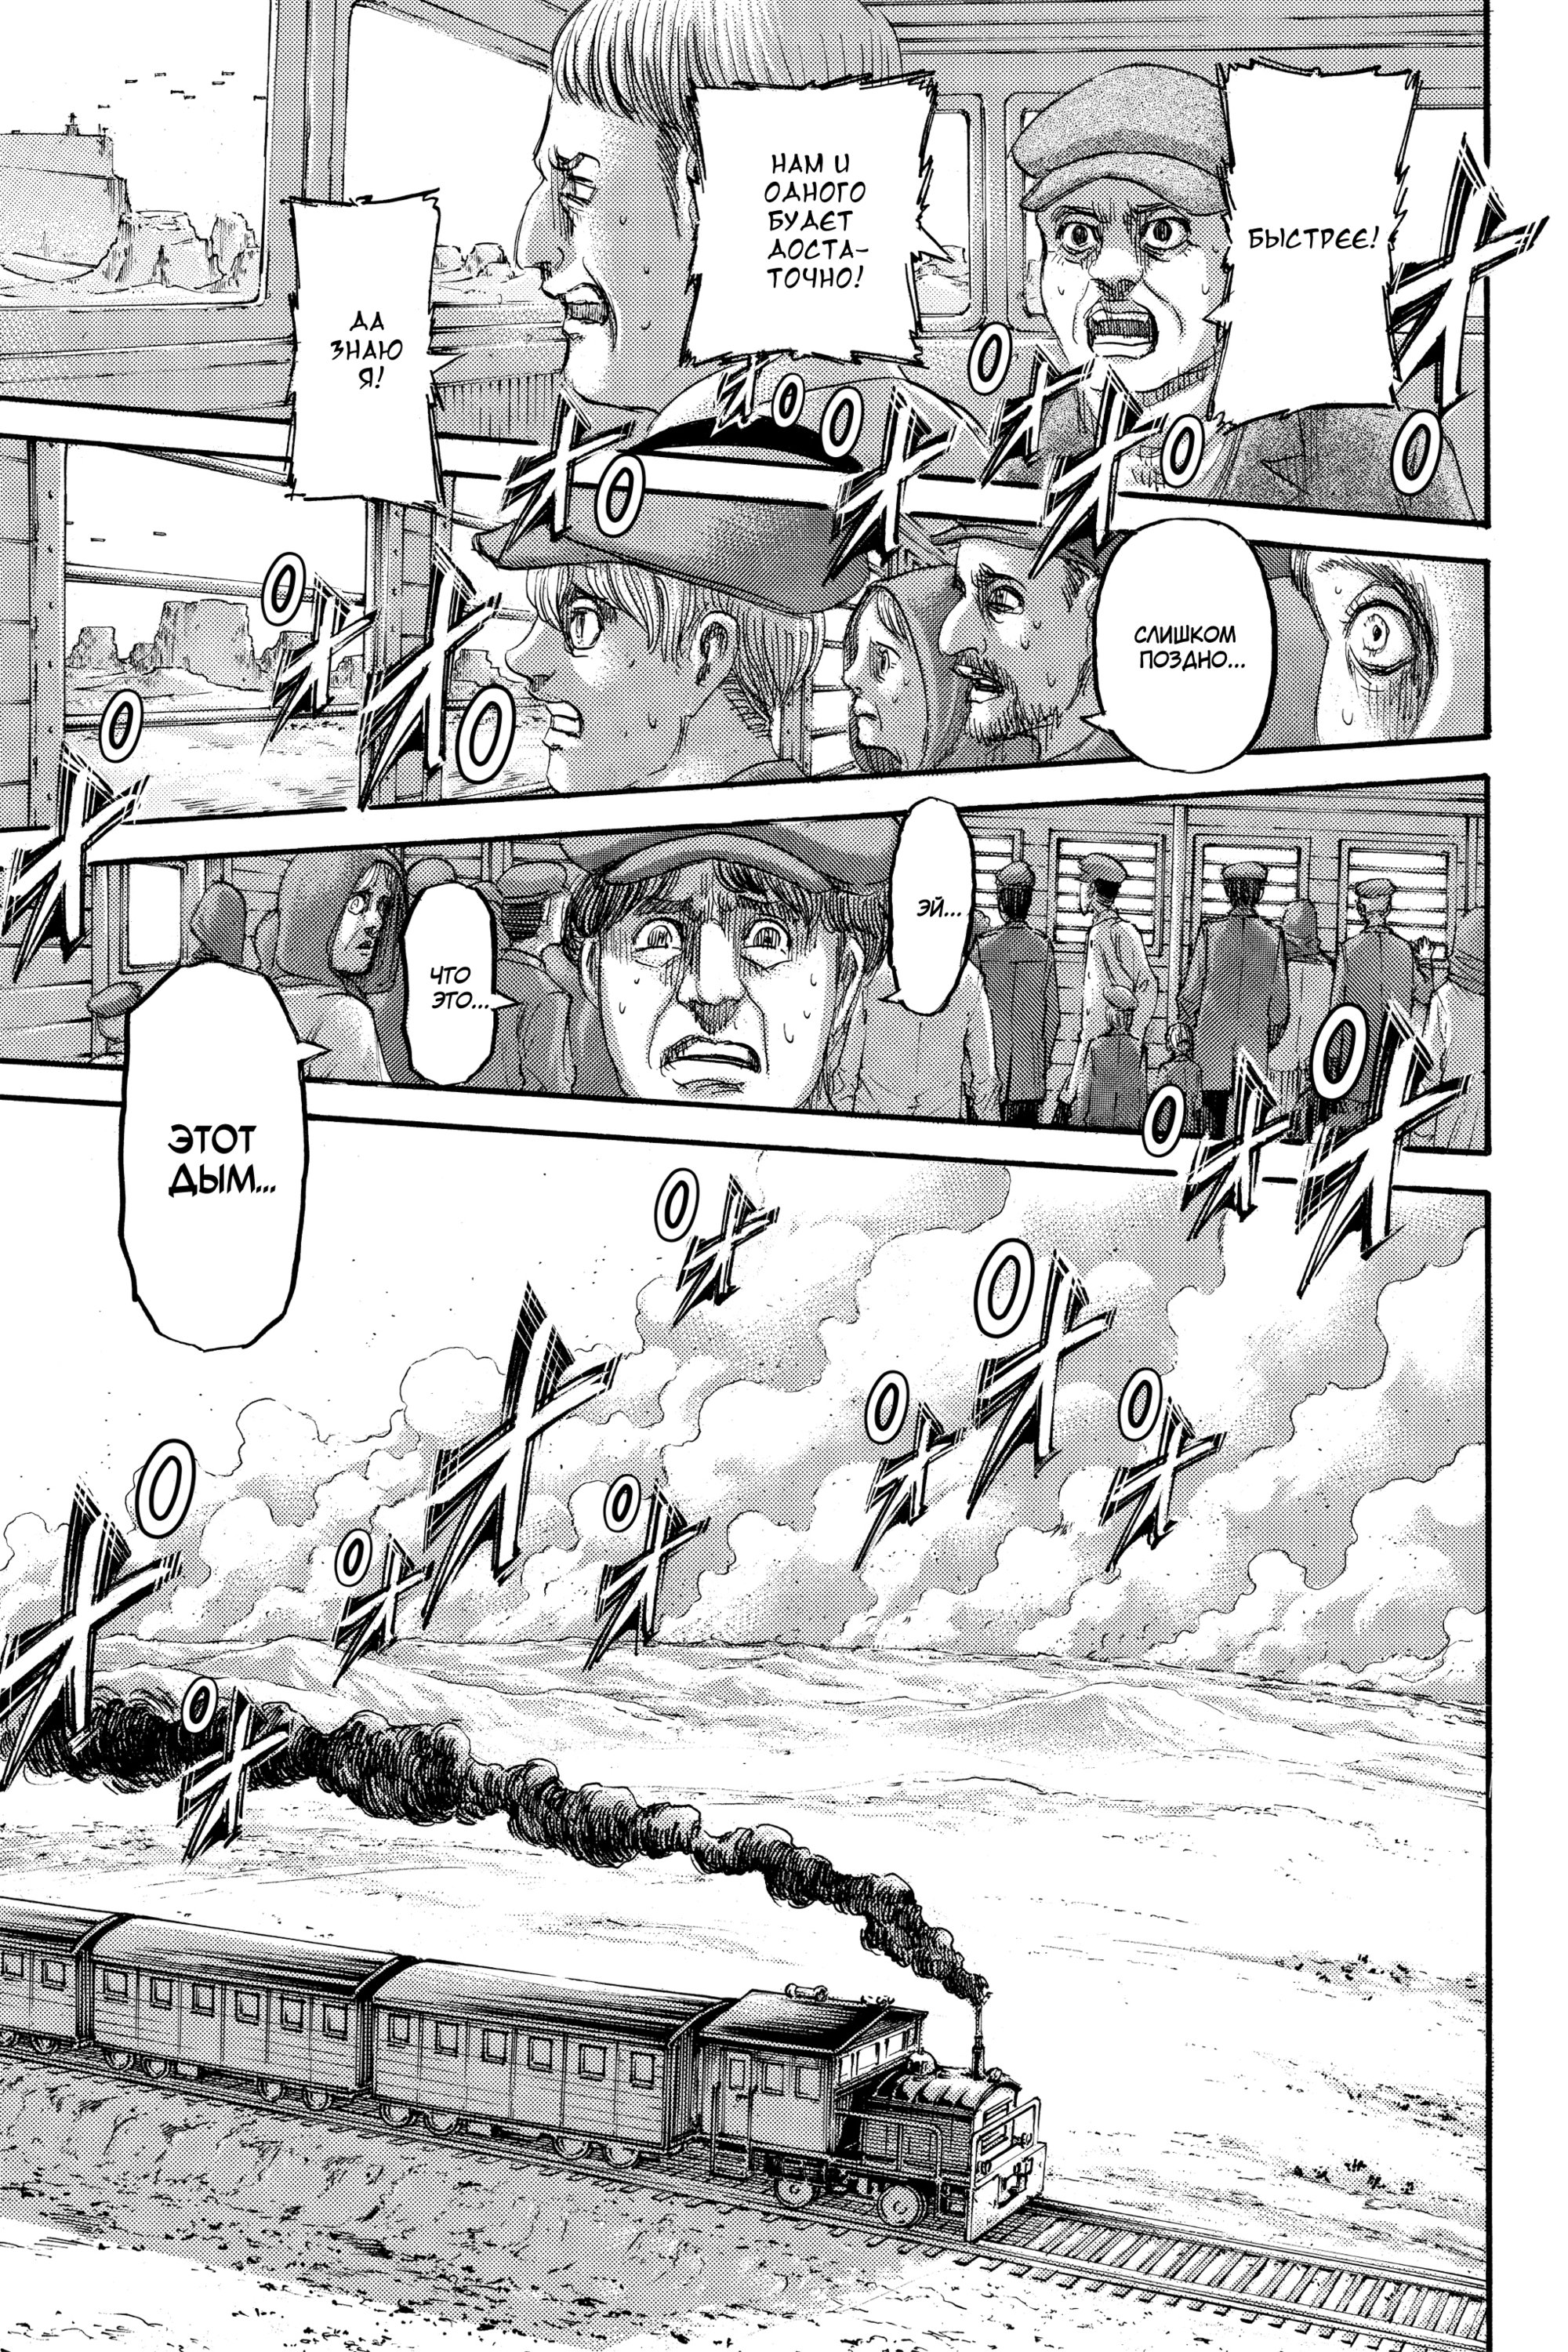 БЫСТРЕЕ!
НАМ И
ОДНОГО
БУДЕТ
ДОСТА-
ТОЧНО!
ДА
ЗНАЮ
Я!
СЛИШКОМ
ПОЗДНО...
ЭЙ...
ЧТО
ЭТО...
ЭТОТ
ДЫМ...